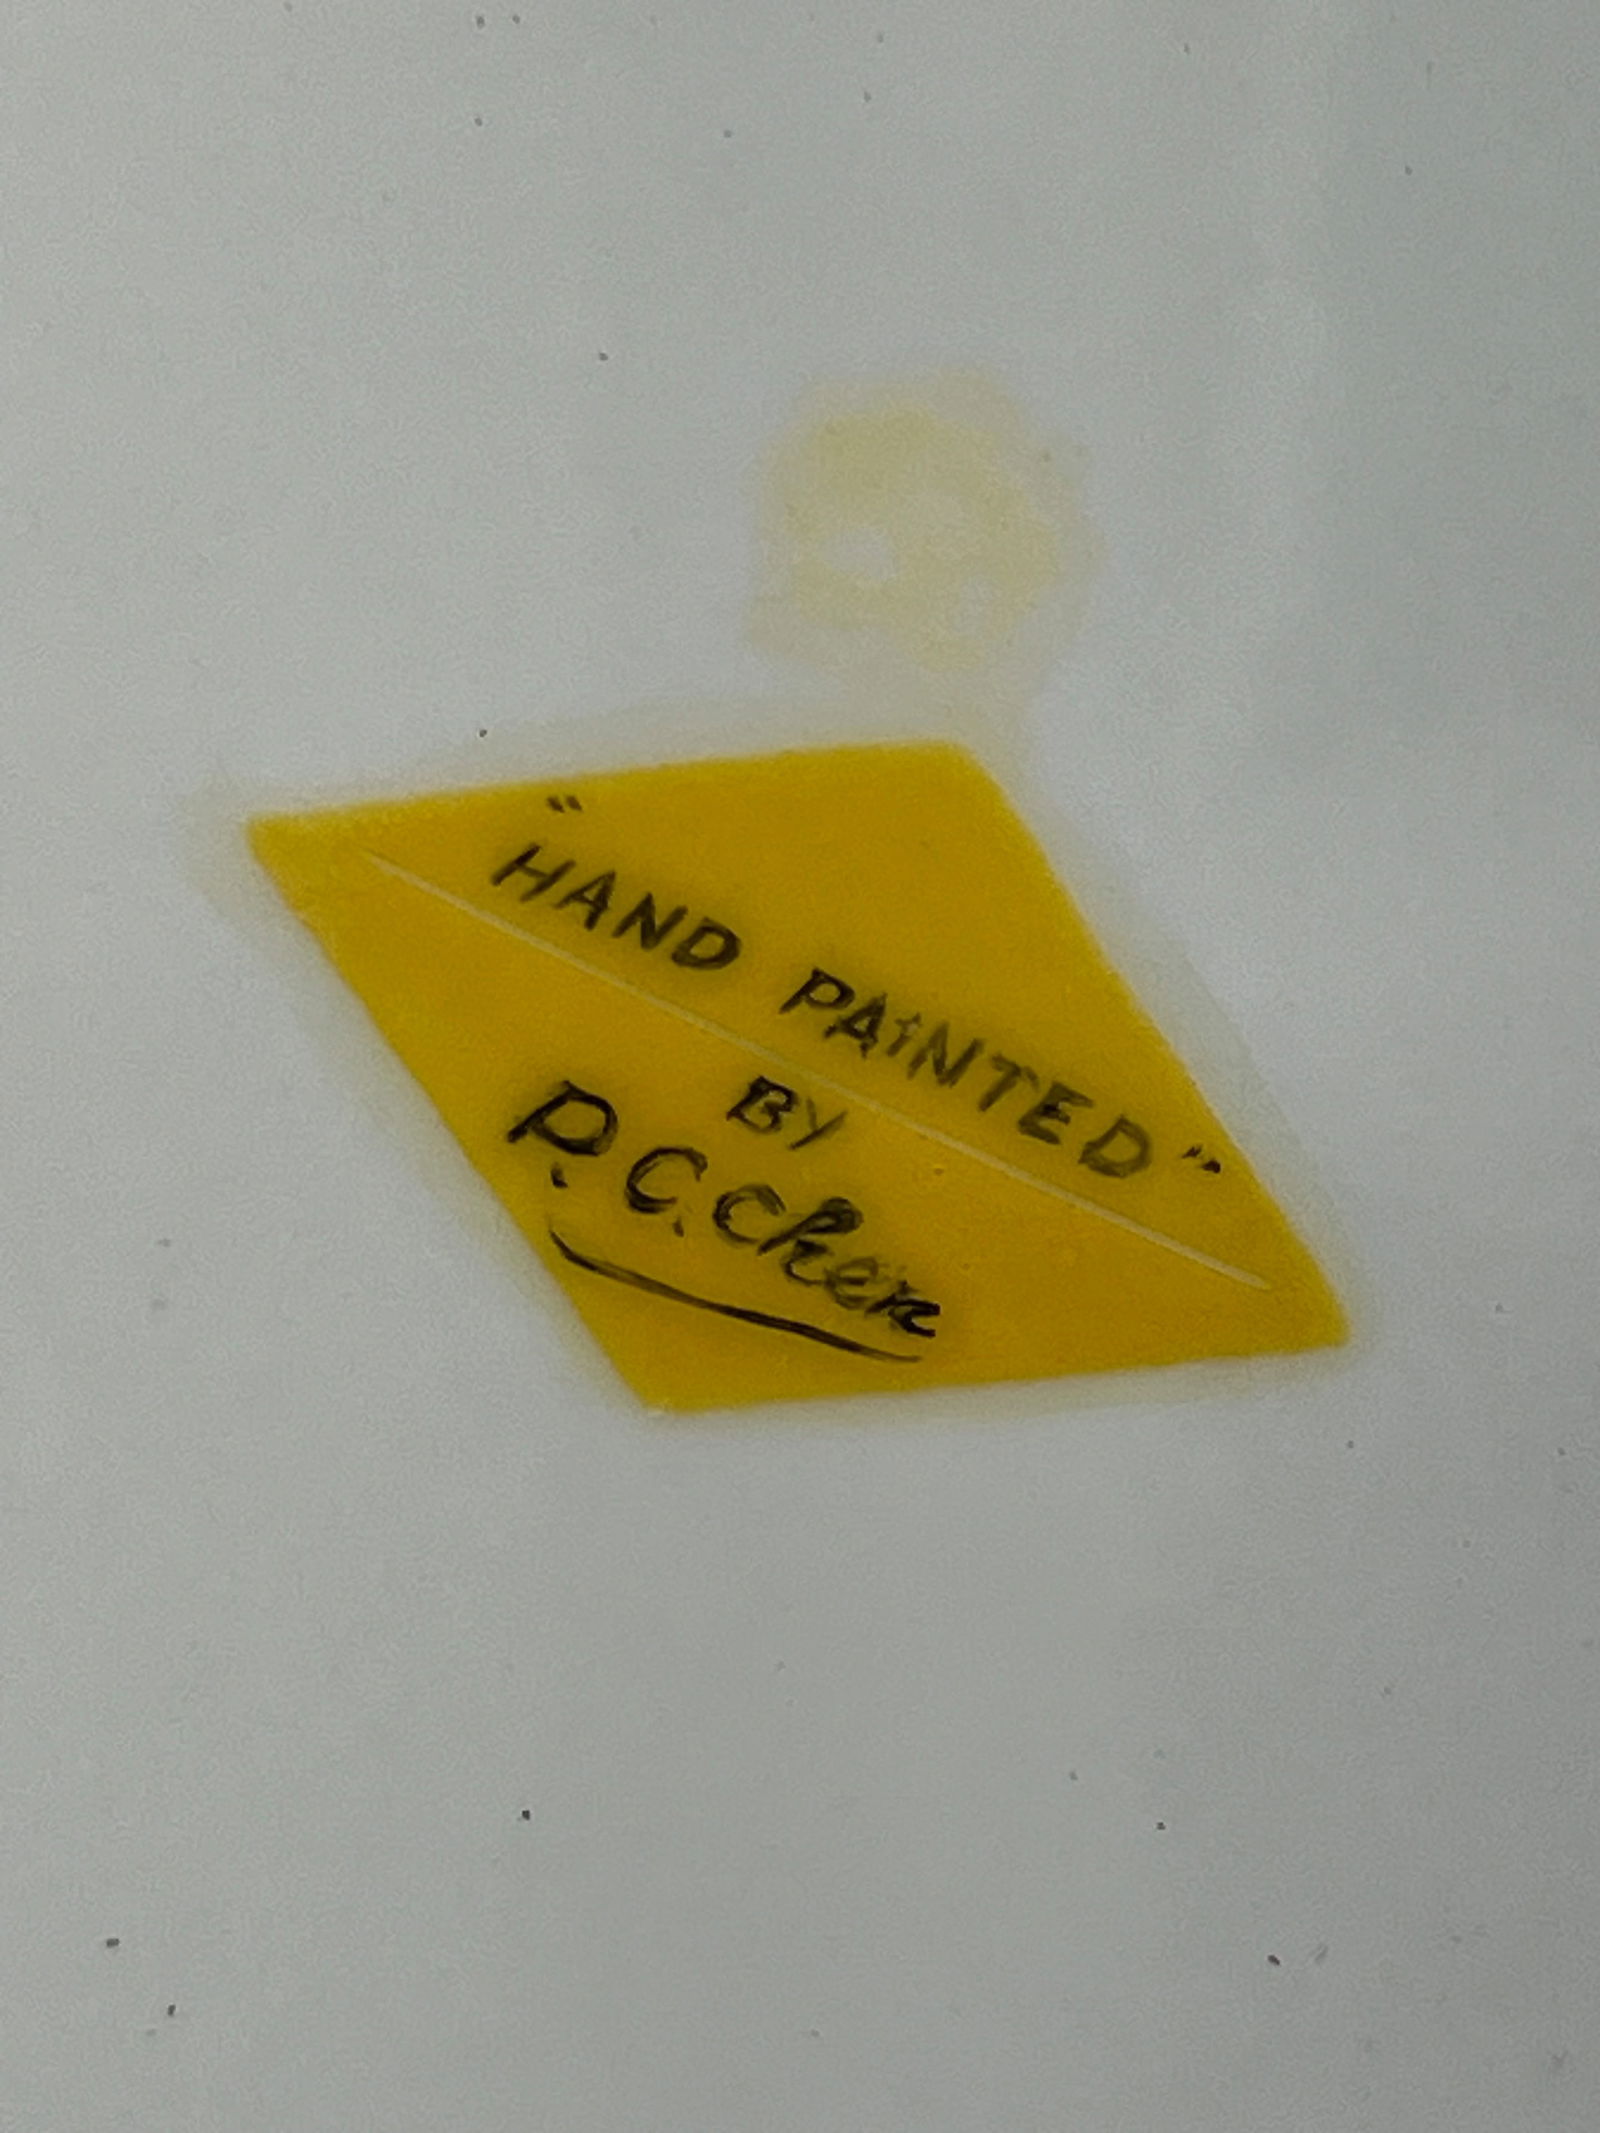 "HAND PAiNTED"
BY
P.C.Chen